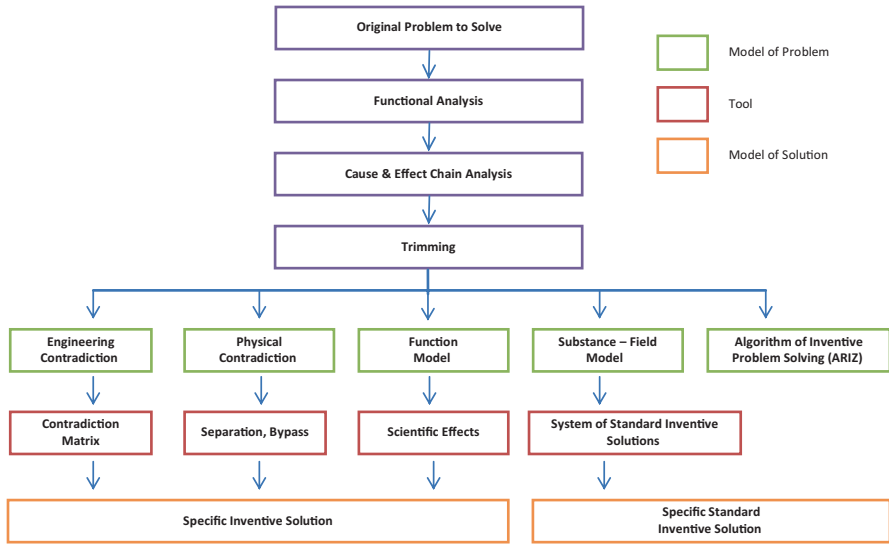 Original Problem to Solve
Model of Problem
Functional Analysis
Tool
Model of Solution
Cause & Effect Chain Analysis
Trimming
Engineering
Contradiction
Physical
Contradiction
Function
Model
Substance – Field
Model
Algorithm of Inventive
Problem Solving (ARIZ)
Contradiction
Matrix
Separation, Bypass
Scientific Effects
System of Standard Inventive
Solutions
Specific Inventive Solution
Specific Standard
Inventive Solution